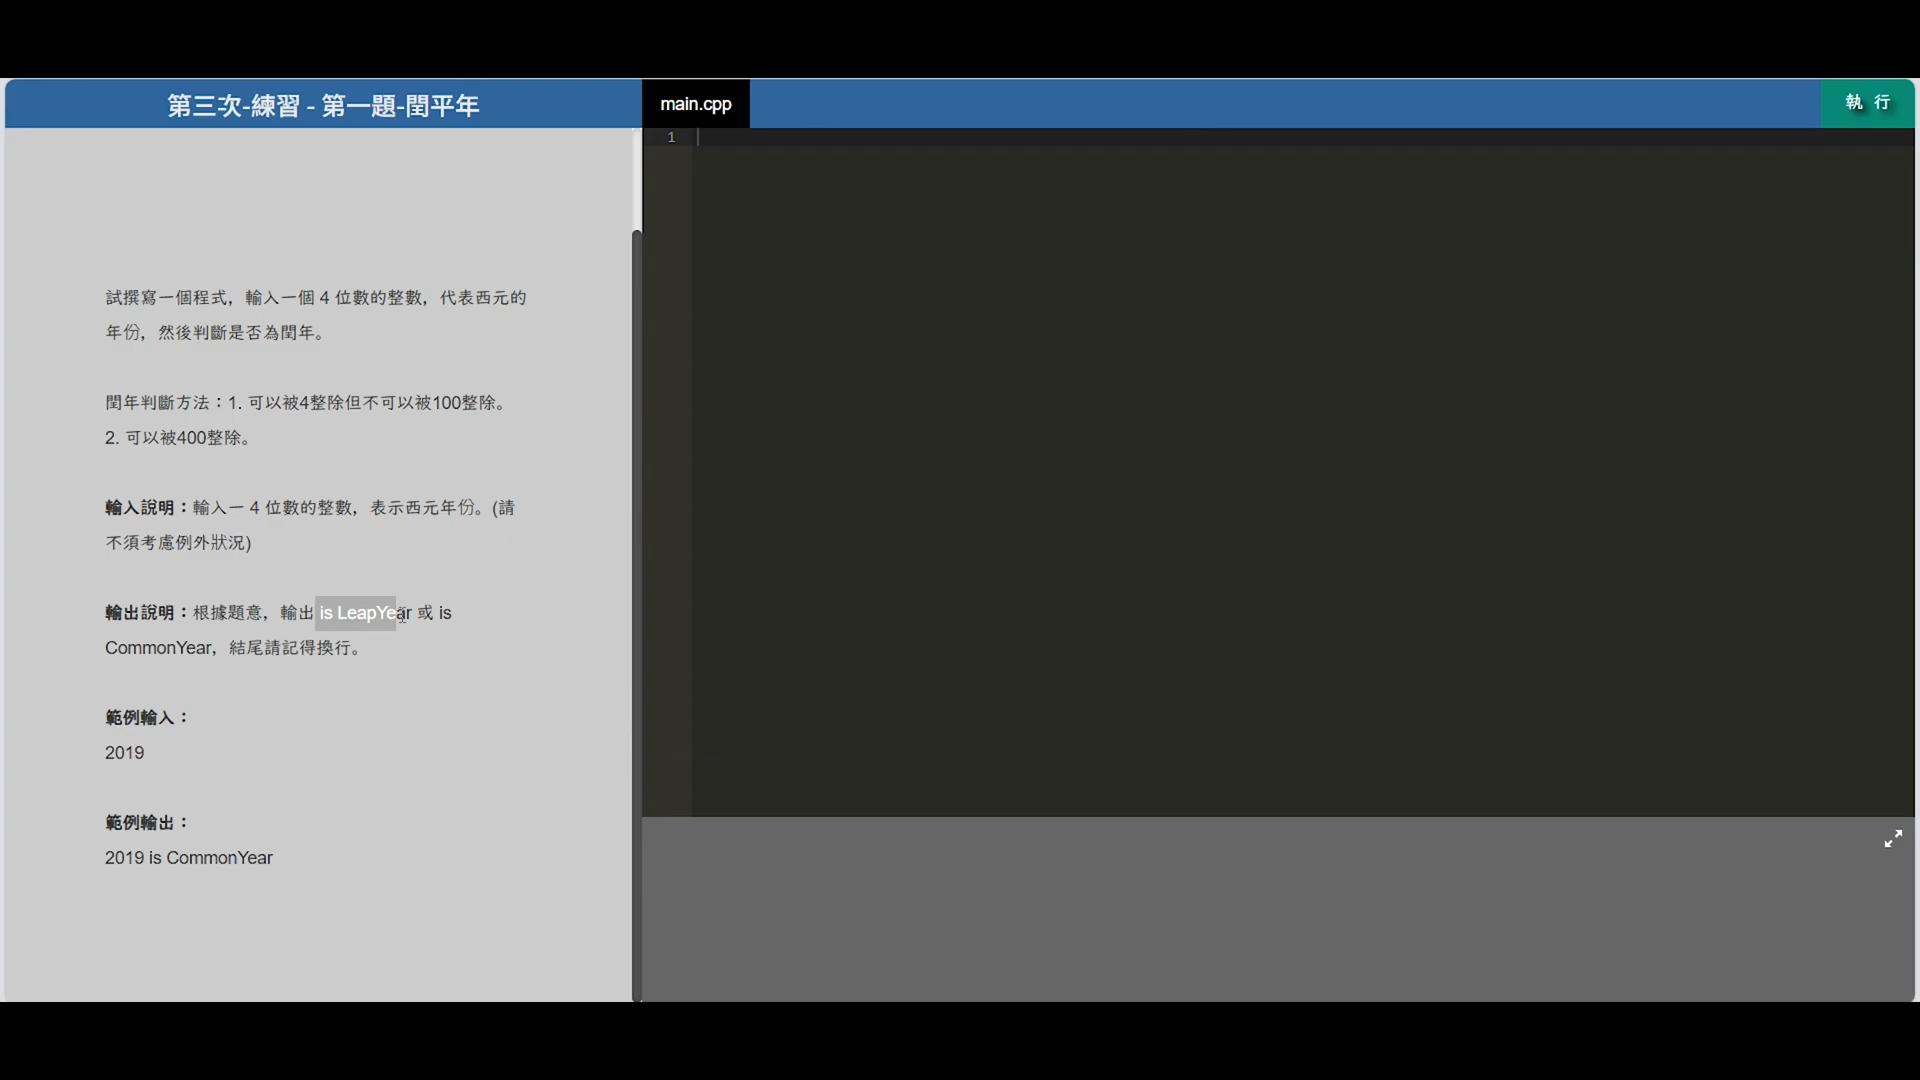 第三次-練習 - 第一題-閏平年
main.cpp
執 行
1
試撰寫一個程式，輸入一個 4 位數的整數，代表西元的
年份，然後判斷是否為閏年。
閏年判斷方法：1. 可以被4整除但不可以被100整除。
2. 可以被400整除。
輸入說明：輸入一 4 位數的整數，表示西元年份。(請
不須考慮例外狀況)
輸出說明：根據題意，輸出 is LeapYear 或 is
CommonYear，結尾請記得換行。
範例輸入：
2019
範例輸出：
2019 is CommonYear